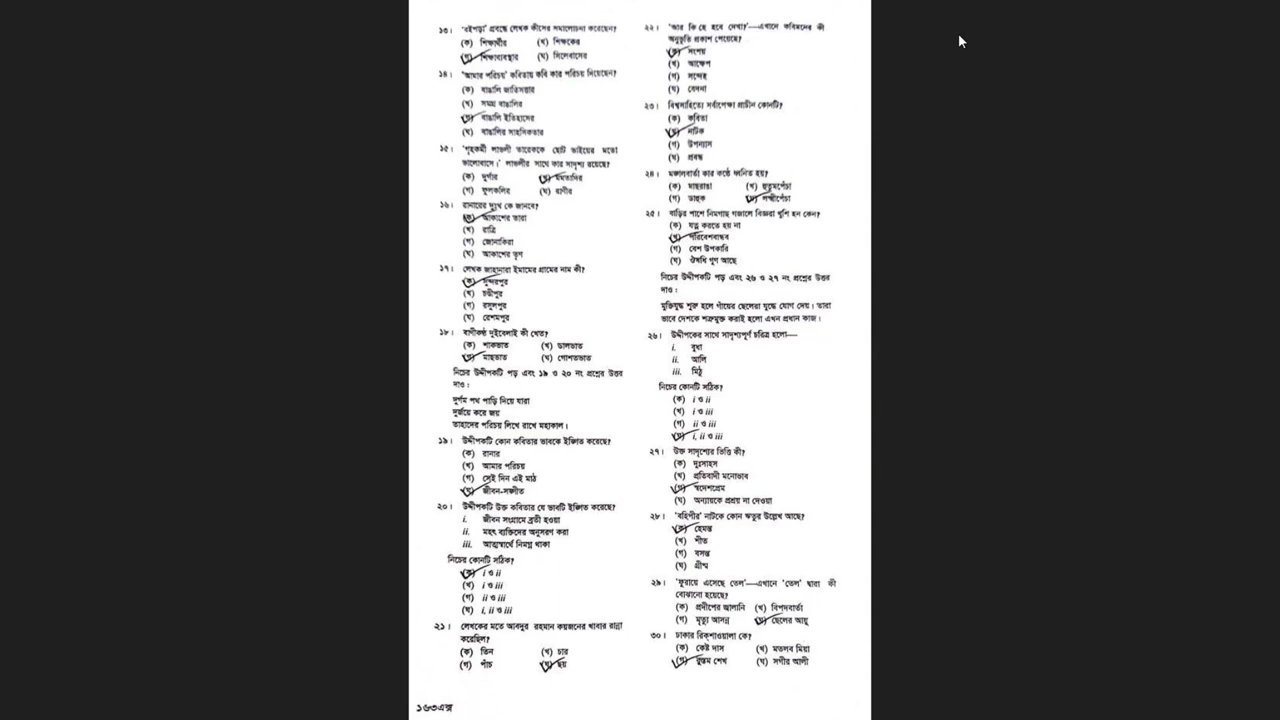 ১৩। 'বইপড়া' প্রবন্ধে লেখক কীসের সমালোচনা করেছেন?
(ক) শিক্ষার্থীর (খ) শিক্ষকের
(গ) শিক্ষাব্যবস্থার (ঘ) সিলেবাসের
১৪। 'আমার পরিচয়' কবিতায় কবি কার পরিচয় দিয়েছেন?
(ক) বাঙালি জাতিসত্তার
(খ) সমগ্র বাঙালির
(গ) বাঙালি ইতিহাসের
(ঘ) বাঙালির সাহসিকতার
১৫। 'গৃহকর্মী লাভলী তারেককে ছোট ভাইয়ের মতো
ভালোবাসে।' লাভলীর সাথে কার সাদৃশ্য রয়েছে?
(ক) দুর্গার (খ) মমতাদির
(গ) ফুলকলির (ঘ) রাণীর
১৬। রানারের দুঃখ কে জানবে?
(ক) আকাশের তারা
(খ) রাত্রি
(গ) জোনাকিরা
(ঘ) আকাশের তৃণ
১৭। লেখক জাহানারা ইমামের গ্রামের নাম কী?
(ক) সুন্দরপুর
(খ) চণ্ডীপুর
(গ) রসুলপুর
(ঘ) রেশমপুর
১৮। বাণীকণ্ঠ দুইবেলাই কী খেত?
(ক) শাকভাত (খ) ডালভাত
(গ) মাছভাত (ঘ) গোশতভাত
নিচের উদ্দীপকটি পড় এবং ১৯ ও ২০ নং প্রশ্নের উত্তর
দাও :
দুর্গম পথ পাড়ি দিয়ে যারা
দুর্জয়ে করে জয়
তাহাদের পরিচয় লিখে রাখে মহাকাল।
১৯। উদ্দীপকটি কোন কবিতার ভাবকে ইঙ্গিত করেছে?
(ক) রানার
(খ) আমার পরিচয়
(গ) সেই দিন এই মাঠ
(ঘ) জীবন-সঙ্গীত
২০। উদ্দীপকটি উক্ত কবিতার যে ভাবটি ইঙ্গিত করেছে?
i. জীবন সংগ্রামে ব্রতী হওয়া
ii. মহৎ ব্যক্তিদের অনুসরণ করা
iii. আত্মস্বার্থে নিমগ্ন থাকা
নিচের কোনটি সঠিক?
(ক) i ও ii
(খ) i ও iii
(গ) ii ও iii
(ঘ) i, ii ও iii
২১। লেখকের মতে আবদুর রহমান কয়জনের খাবার রান্না
করেছিল?
(ক) তিন (খ) চার
(গ) পাঁচ (ঘ) ছয়
১৬৩এক্স
২২। 'আর কি হে হবে দেখা?'—এখানে কবিমনের কী
অনুভূতি প্রকাশ পেয়েছে?
(ক) সংশয়
(খ) আক্ষেপ
(গ) সন্দেহ
(ঘ) বেদনা
২৩। বিশ্বসাহিত্যে সর্বাপেক্ষা প্রাচীন কোনটি?
(ক) কবিতা
(খ) নাটক
(গ) উপন্যাস
(ঘ) প্রবন্ধ
২৪। মঙ্গলবার্তা কার কণ্ঠে ধ্বনিত হয়?
(ক) মাছরাঙা (খ) হুতুমপেঁচা
(গ) ডাহুক (ঘ) লক্ষ্মীপেঁচা
২৫। বাড়ির পাশে নিমগাছ গজালে বিজ্ঞরা খুশি হন কেন?
(ক) যত্ন করতে হয় না
(খ) পরিবেশবান্ধব
(গ) বেশ উপকারি
(ঘ) ঔষধি গুণ আছে
নিচের উদ্দীপকটি পড় এবং ২৬ ও ২৭ নং প্রশ্নের উত্তর
দাও :
মুক্তিযুদ্ধ শুরু হলে গাঁয়ের ছেলেরা যুদ্ধে যোগ দেয়। তারা
ভাবে দেশকে শত্রুমুক্ত করাই হলো এখন প্রধান কাজ।
২৬। উদ্দীপকের সাথে সাদৃশ্যপূর্ণ চরিত্র হলো—
i. বুধা
ii. আলি
iii. মিঠু
নিচের কোনটি সঠিক?
(ক) i ও ii
(খ) i ও iii
(গ) ii ও iii
(ঘ) i, ii ও iii
২৭। উক্ত সাদৃশ্যের ভিত্তি কী?
(ক) দুঃসাহস
(খ) প্রতিবাদী মনোভাব
(গ) স্বদেশপ্রেম
(ঘ) অন্যায়কে প্রশ্রয় না দেওয়া
২৮। 'বহিপীর' নাটকে কোন ঋতুর উল্লেখ আছে?
(ক) হেমন্ত
(খ) শীত
(গ) বসন্ত
(ঘ) গ্রীষ্ম
২৯। 'ফুরায়ে এসেছে তেল'—এখানে 'তেল' দ্বারা কী
বোঝানো হয়েছে?
(ক) প্রদীপের জ্বালানি (খ) বিপদবার্তা
(গ) মৃত্যু আসন্ন (ঘ) ছেলের আয়ু
৩০। ঢাকার রিক্শাওয়ালা কে?
(ক) কেষ্ট দাস (খ) মতলব মিয়া
(গ) রুস্তম শেখ (ঘ) সগীর আলী